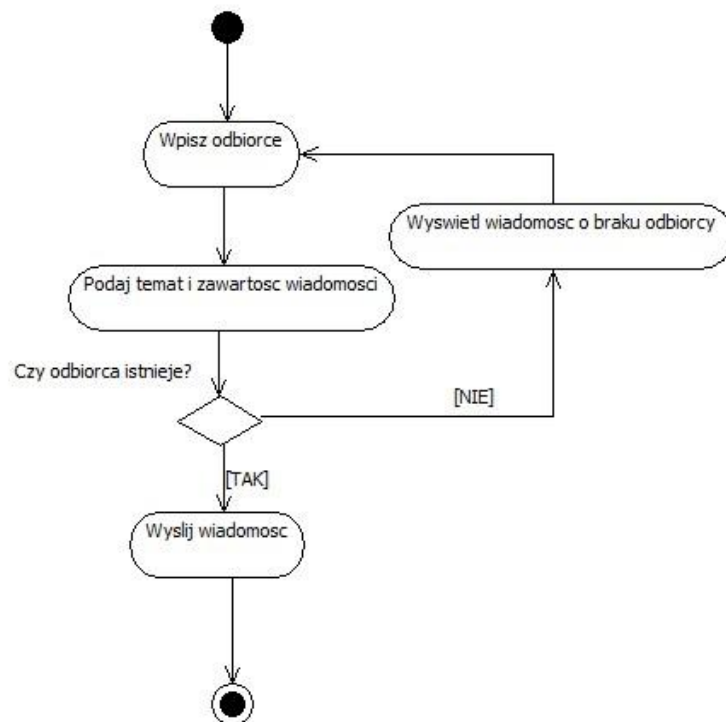 Wpisz odbiorce
Wyswietl wiadomosc o braku odbiorcy
Podaj temat i zawartosc wiadomosci
Czy odbiorca istnieje?
[NIE]
[TAK]
Wyslij wiadomosc